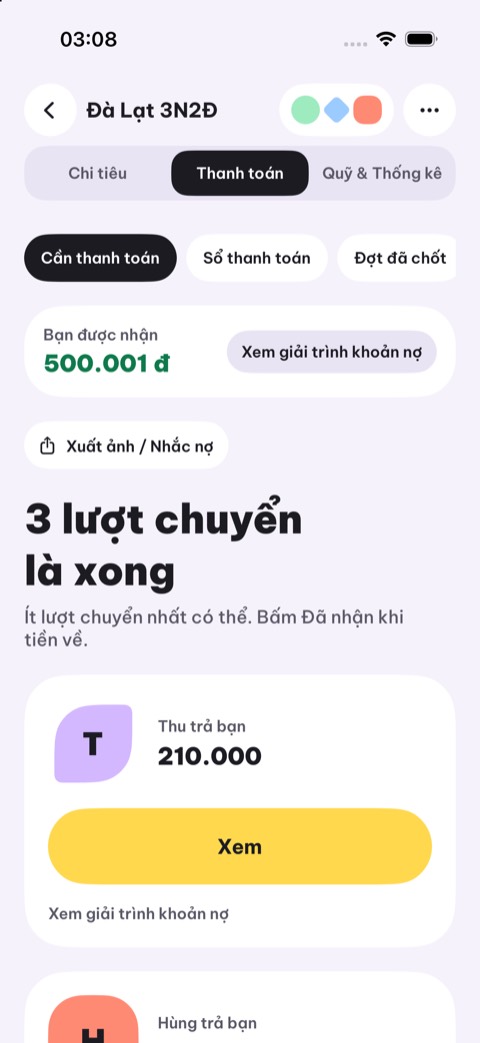 03:08
Đà Lạt 3N2Đ
Chi tiêu
Thanh toán
Quỹ & Thống kê
Cần thanh toán
Sổ thanh toán
Đợt đã chốt
Bạn được nhận
500.001 đ
Xem giải trình khoản nợ
Xuất ảnh / Nhắc nợ
3 lượt chuyển
là xong
Ít lượt chuyển nhất có thể. Bấm Đã nhận khi
tiền về.
T
Thu trả bạn
210.000
Xem
Xem giải trình khoản nợ
H
Hùng trả bạn